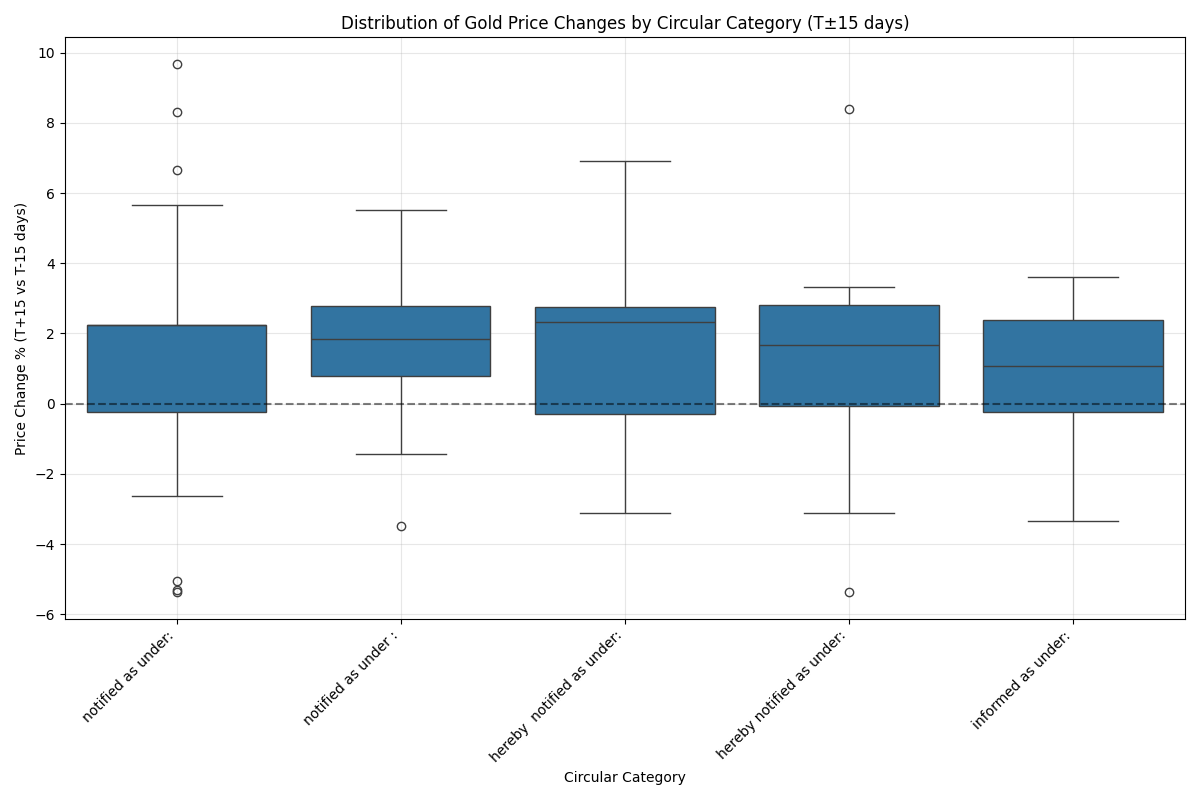 Distribution of Gold Price Changes by Circular Category (T±15 days)
Price Change % (T+15 vs T-15 days)
10
8
6
4
2
0
−2
−4
−6
notified as under:
notified as under :
hereby  notified as under:
hereby notified as under:
informed as under:
Circular Category